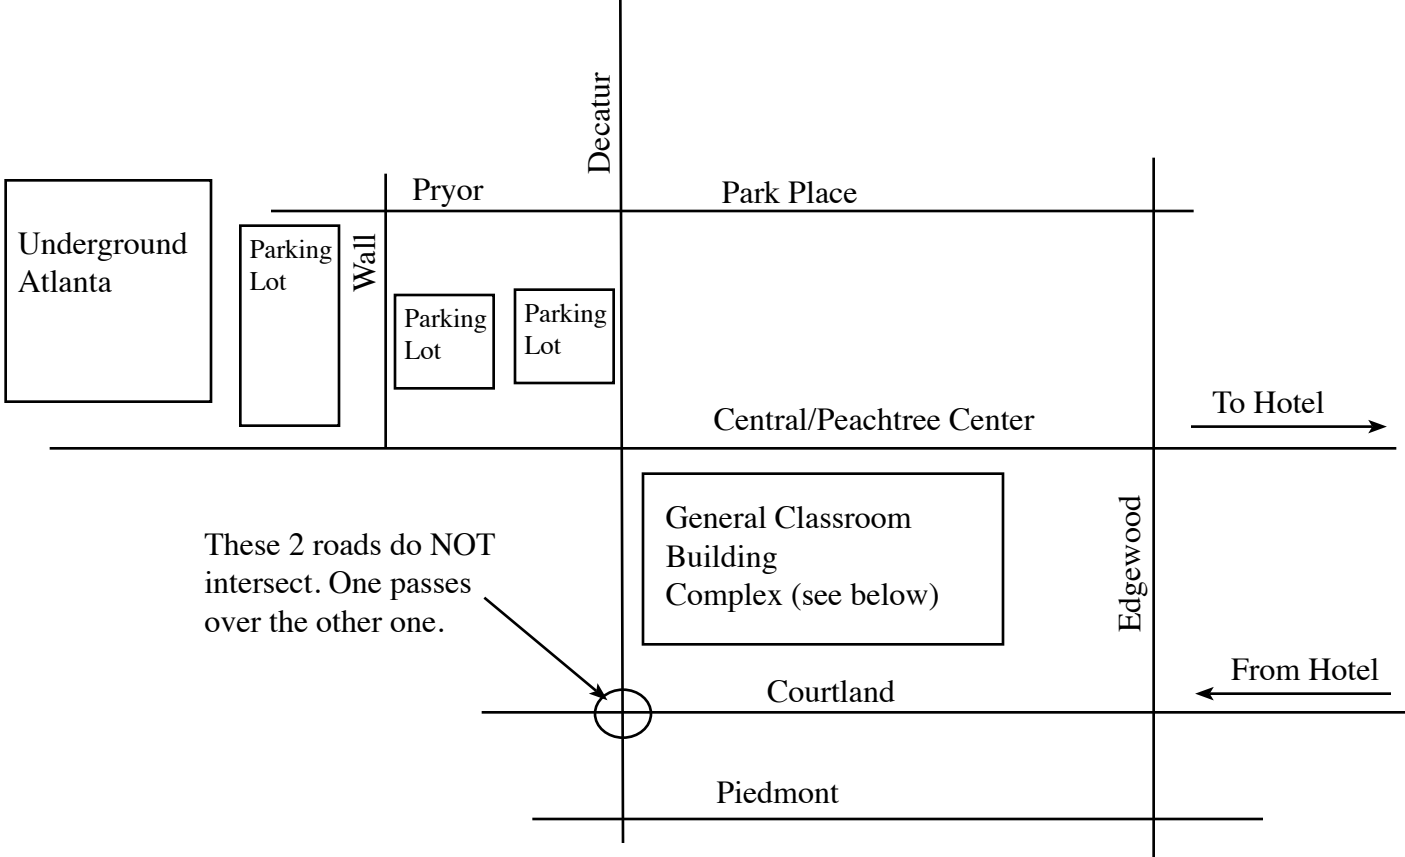 Decatur
Pryor
Park Place
Underground
Atlanta
Parking
Lot
Wall
Parking
Lot
Parking
Lot
To Hotel
Central/Peachtree Center
General Classroom
Building
Complex (see below)
Edgewood
These 2 roads do NOT
intersect. One passes
over the other one.
From Hotel
Courtland
Piedmont